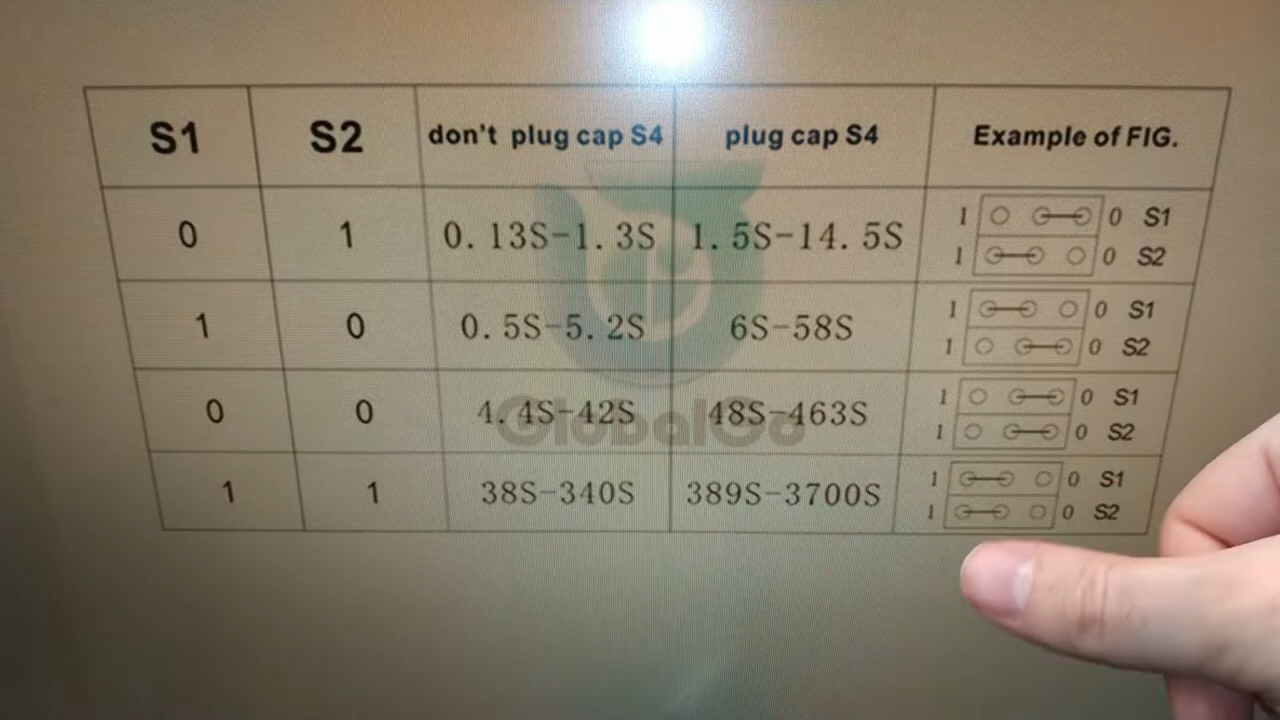 S1 S2 don't plug cap S4 plug cap S4 Example of FIG.
0 1 0.13S-1.3S 1.5S-14.5S 1 0 S1
1 0 S2
1 0 0.5S-5.2S 6S-58S 1 0 S1
1 0 S2
0 0 4.4S-42S 48S-463S 1 0 S1
1 0 S2
1 1 38S-340S 389S-3700S 1 0 S1
1 0 S2
GlobalGo